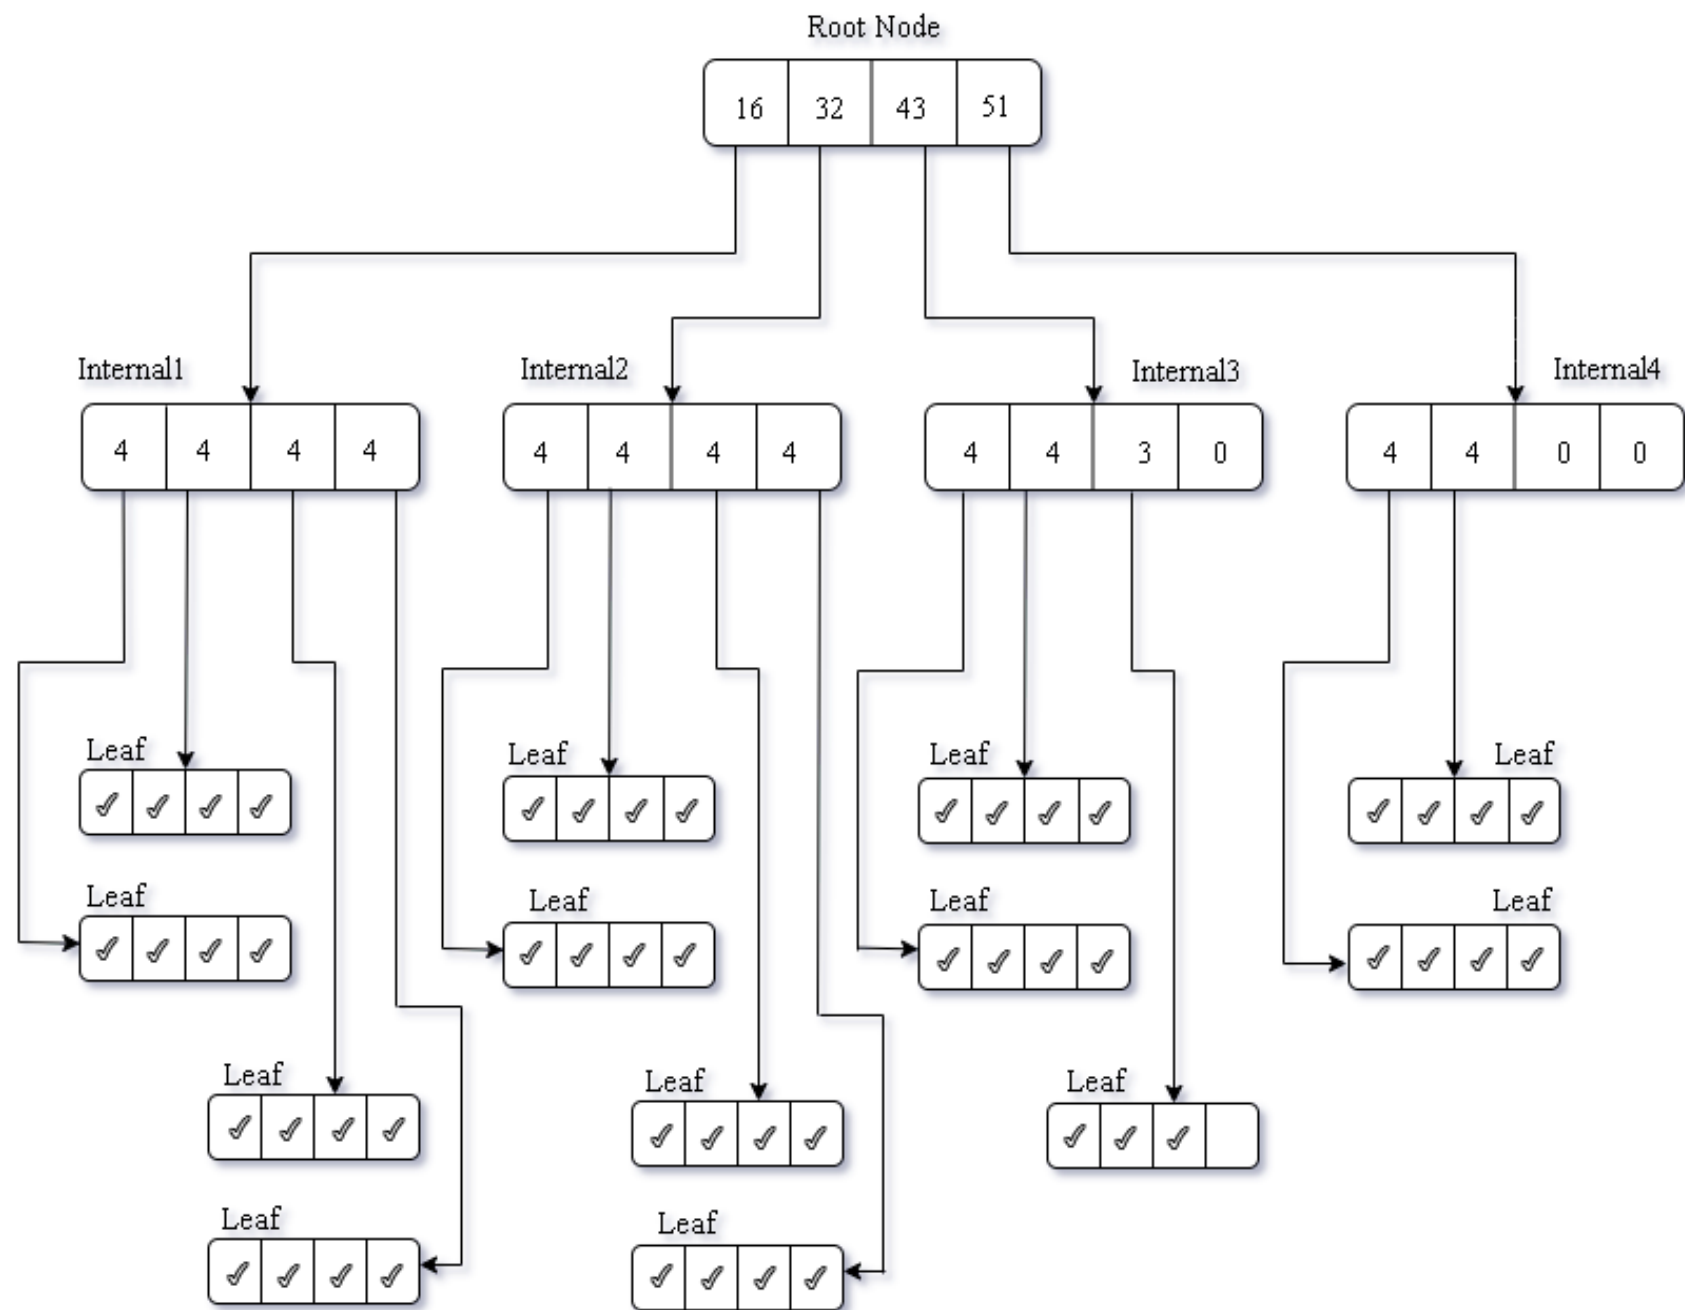 Root Node
16 32 43 51
Internal1 Internal2 Internal3 Internal4
4 4 4 4 4 4 4 4 4 4 3 0 4 4 0 0
Leaf Leaf Leaf Leaf
Leaf Leaf Leaf Leaf
Leaf Leaf Leaf
Leaf Leaf